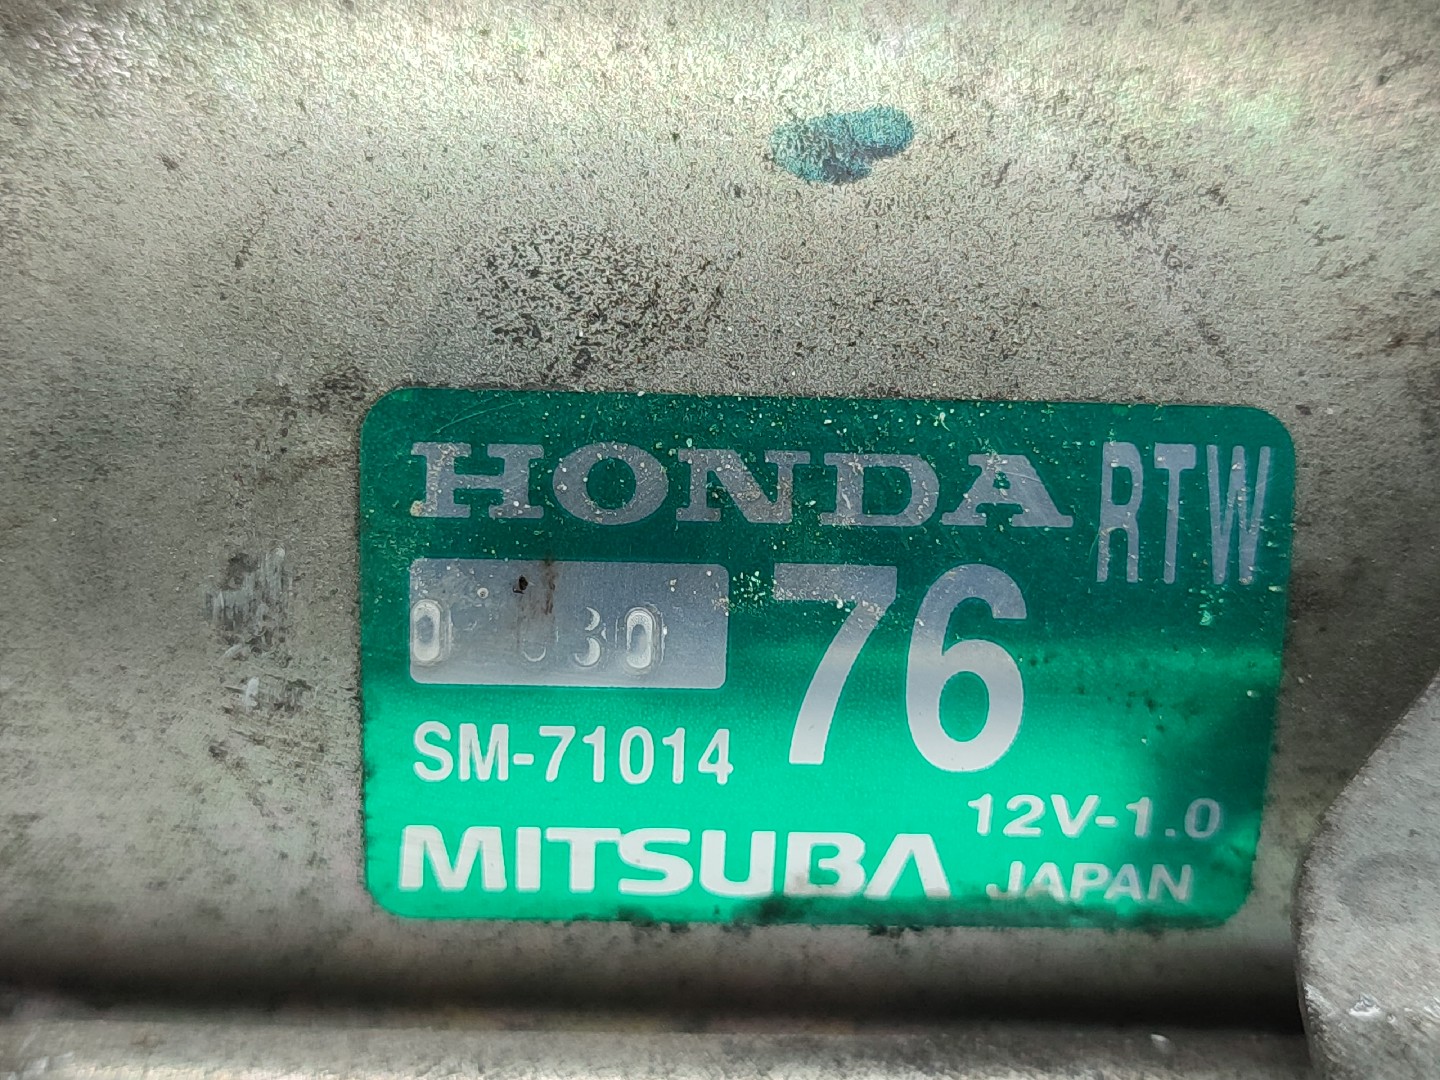 HONDA RTW
76
SM-71014
12V-1.0
MITSUBA JAPAN